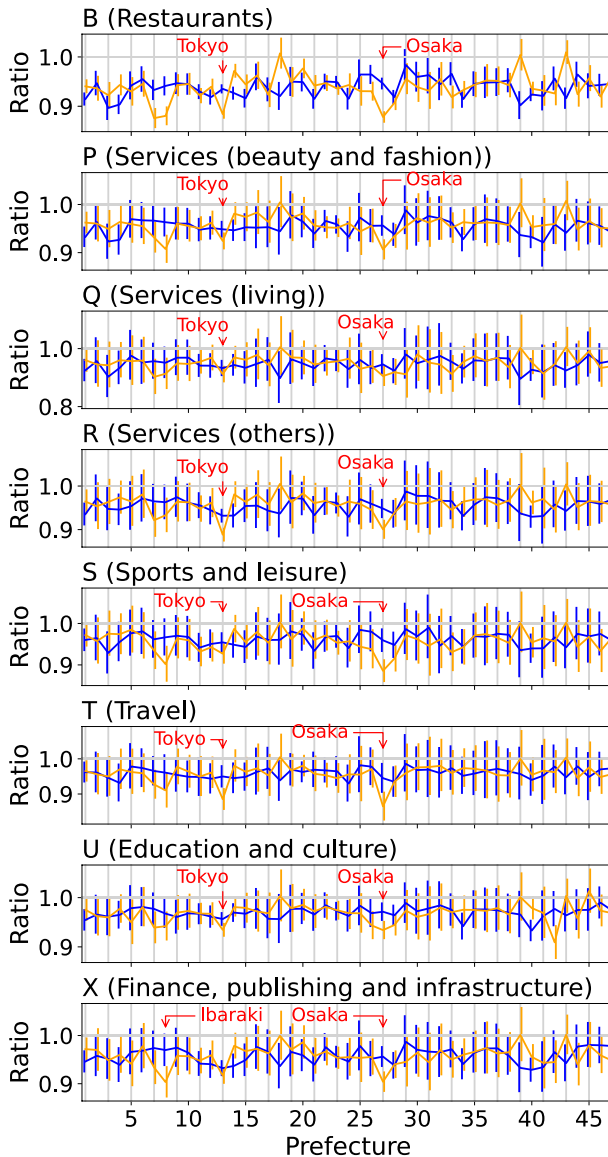 B (Restaurants)
Tokyo
Osaka
1.0
0.9
Ratio
P (Services (beauty and fashion))
Tokyo
Osaka
1.0
0.9
Ratio
Q (Services (living))
Tokyo
Osaka
1.0
0.8
Ratio
R (Services (others))
Tokyo
Osaka
1.0
0.9
Ratio
S (Sports and leisure)
Tokyo
Osaka
1.0
0.9
Ratio
T (Travel)
Tokyo
Osaka
1.0
0.9
Ratio
U (Education and culture)
Tokyo
Osaka
1.0
0.9
Ratio
X (Finance, publishing and infrastructure)
Ibaraki
Osaka
1.0
0.9
Ratio
5 10 15 20 25 30 35 40 45
Prefecture